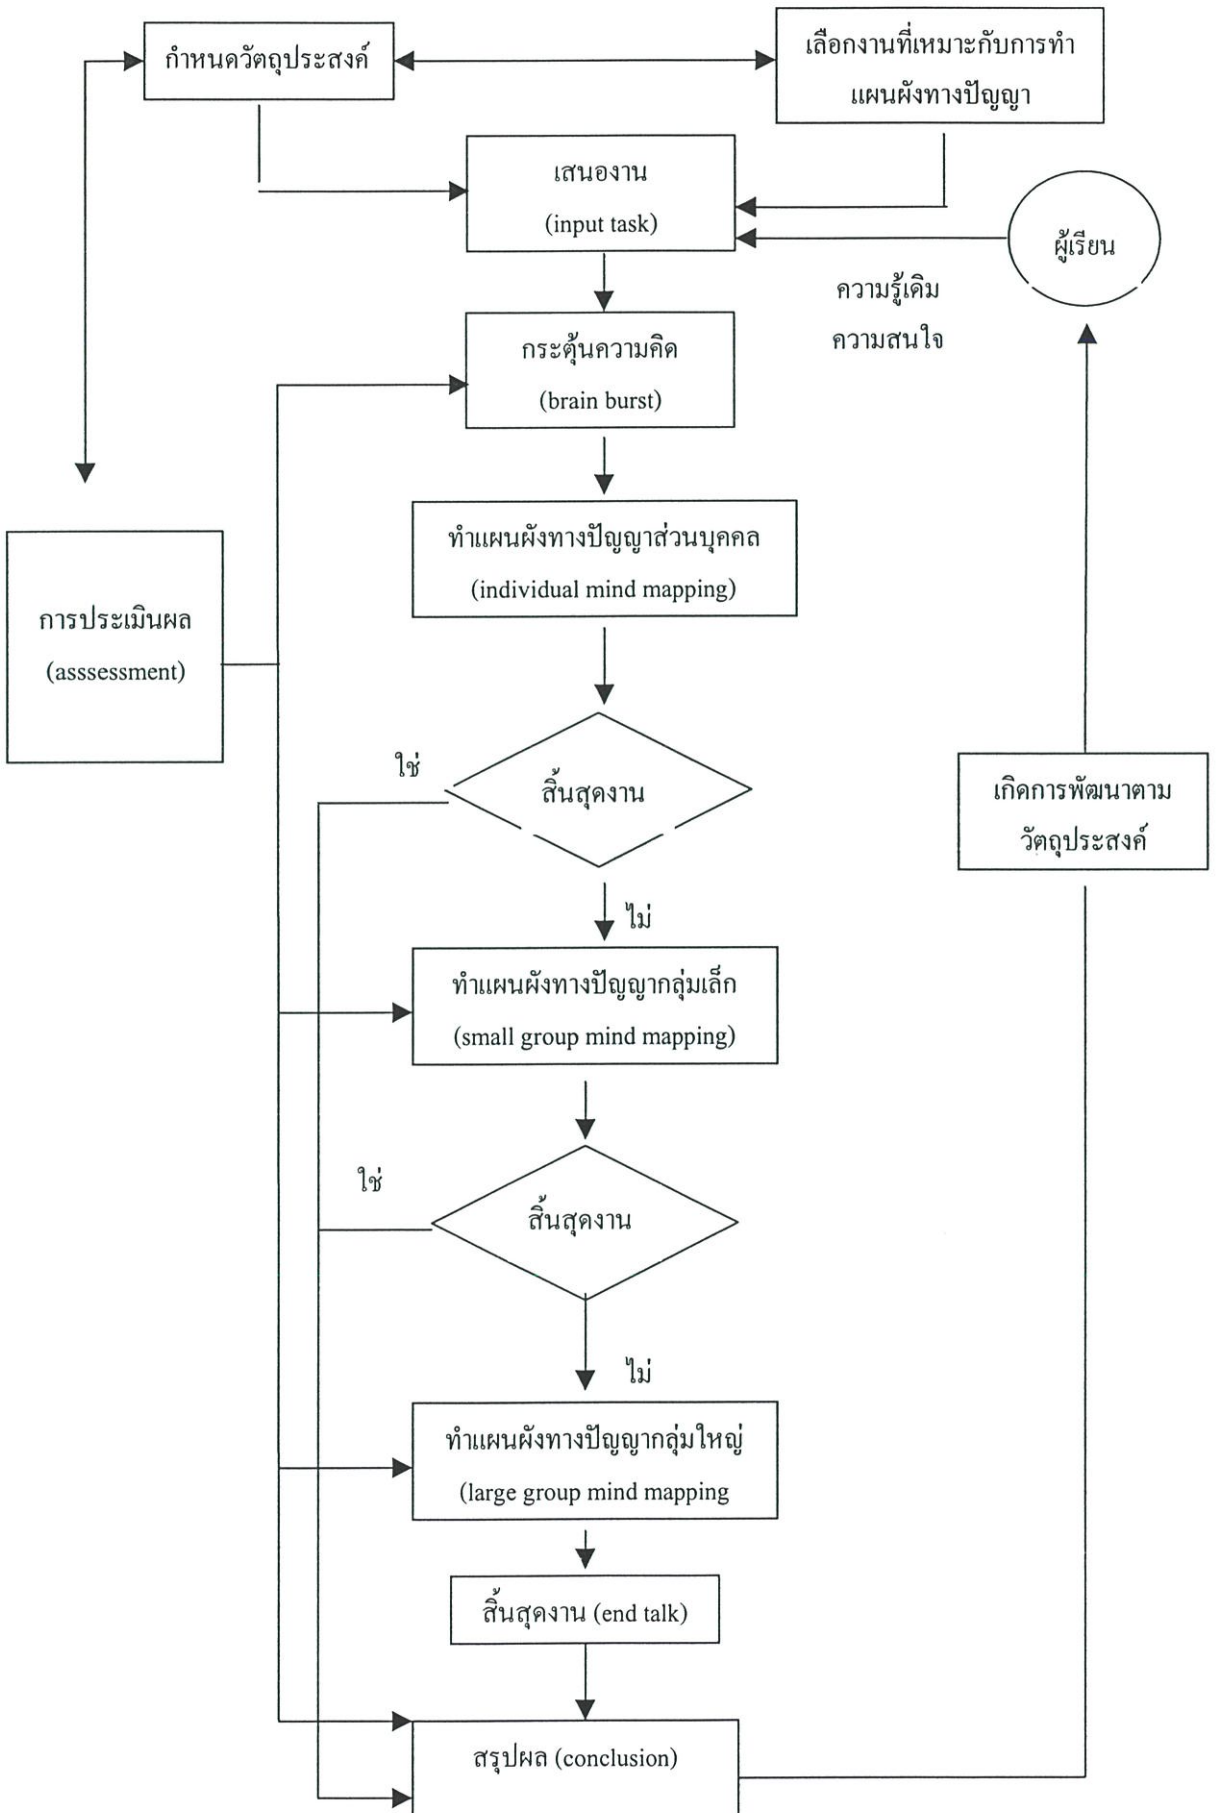 กำหนดวัตถุประสงค์
เลือกงานที่เหมาะกับการทำ
แผนผังทางปัญญา
เสนองาน
(input task)
ผู้เรียน
ความรู้เดิม
ความสนใจ
กระตุ้นความคิด
(brain burst)
ทำแผนผังทางปัญญาส่วนบุคคล
(individual mind mapping)
การประเมินผล
(asssessment)
ใช่
สิ้นสุดงาน
เกิดการพัฒนาตาม
วัตถุประสงค์
ไม่
ทำแผนผังทางปัญญากลุ่มเล็ก
(small group mind mapping)
ใช่
สิ้นสุดงาน
ไม่
ทำแผนผังทางปัญญากลุ่มใหญ่
(large group mind mapping
สิ้นสุดงาน (end talk)
สรุปผล (conclusion)